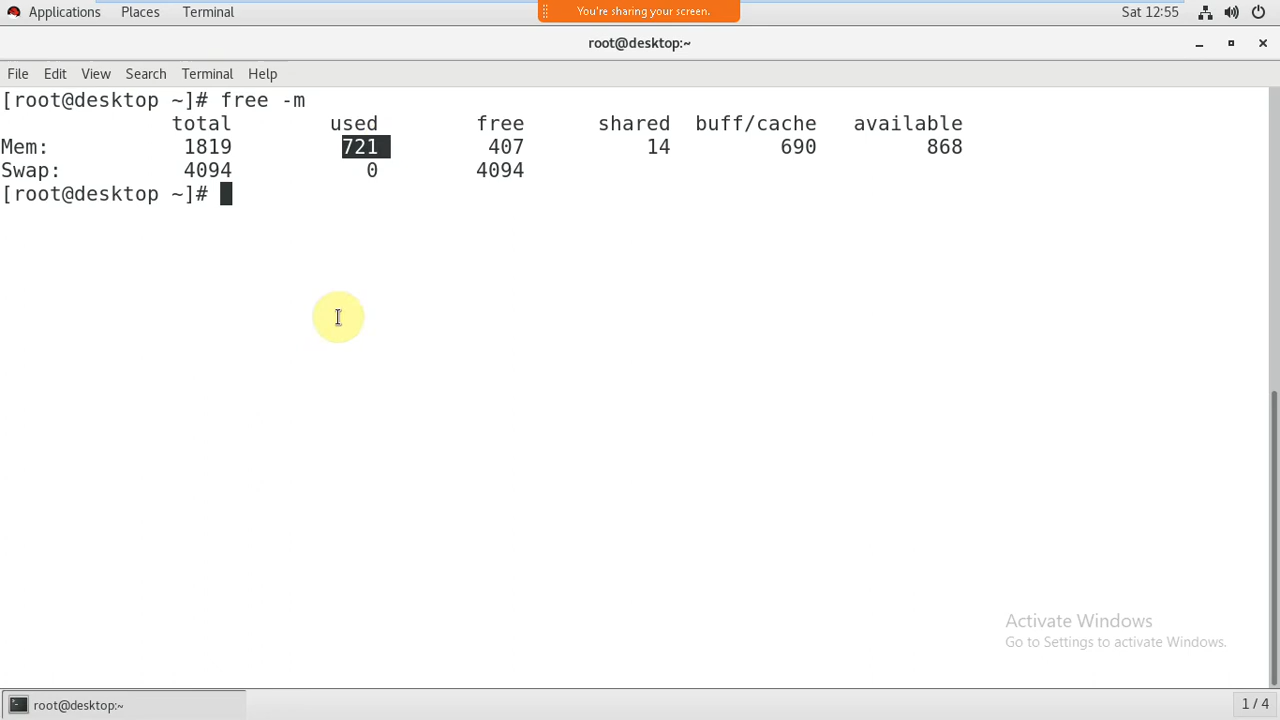 Applications Places Terminal You're sharing your screen. Sat 12:55
root@desktop:~
File Edit View Search Terminal Help
[root@desktop ~]# free -m
total used free shared buff/cache available
Mem: 1819 721 407 14 690 868
Swap: 4094 0 4094
[root@desktop ~]#
Activate Windows
Go to Settings to activate Windows.
root@desktop:~ 1 / 4